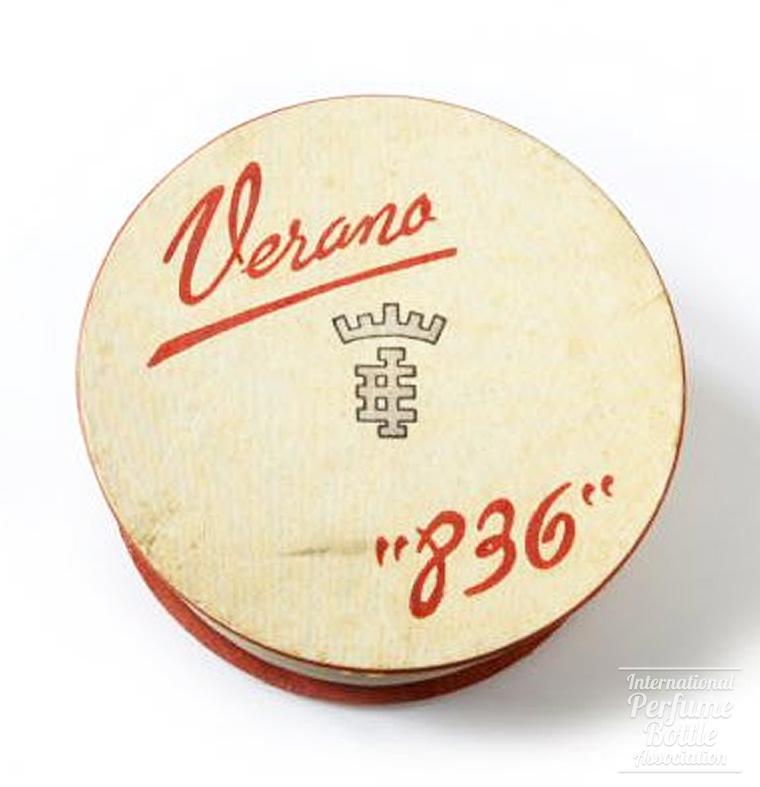 Verano
"836"
International
Perfume
Bottle
Association